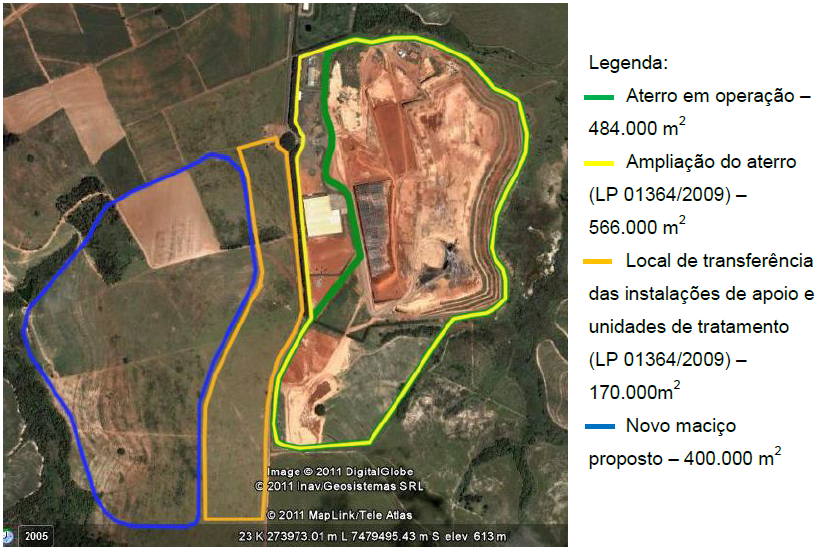 Legenda:
Aterro em operação –
484.000 m²
Ampliação do aterro
(LP 01364/2009) –
566.000 m²
Local de transferência
das instalações de apoio e
unidades de tratamento
(LP 01364/2009) –
170.000m²
Novo maciço
proposto – 400.000 m²
Image © 2011 DigitalGlobe
© 2011 Inav.Geosistemas SRL
© 2011 MapLink/Tele Atlas
2005
23 K 273973.01 m L 7479495.43 m S elev 613 m